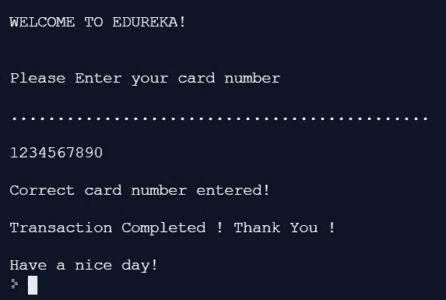 WELCOME TO EDUREKA!
Please Enter your card number
................................................
1234567890
Correct card number entered!
Transaction Completed ! Thank You !
Have a nice day!
>